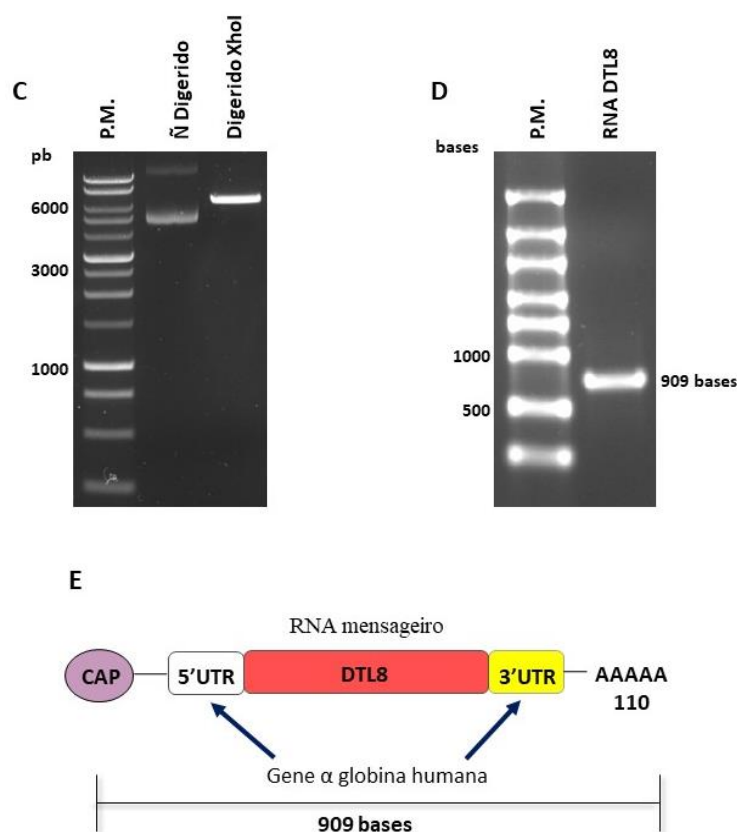 C
P.M.
Ñ Digerido
Digerido XhoI
pb
6000
3000
1000
D
P.M.
RNA DTL8
bases
1000
500
909 bases
E
RNA mensageiro
CAP
5'UTR
DTL8
3'UTR
AAAAA
110
Gene α globina humana
909 bases